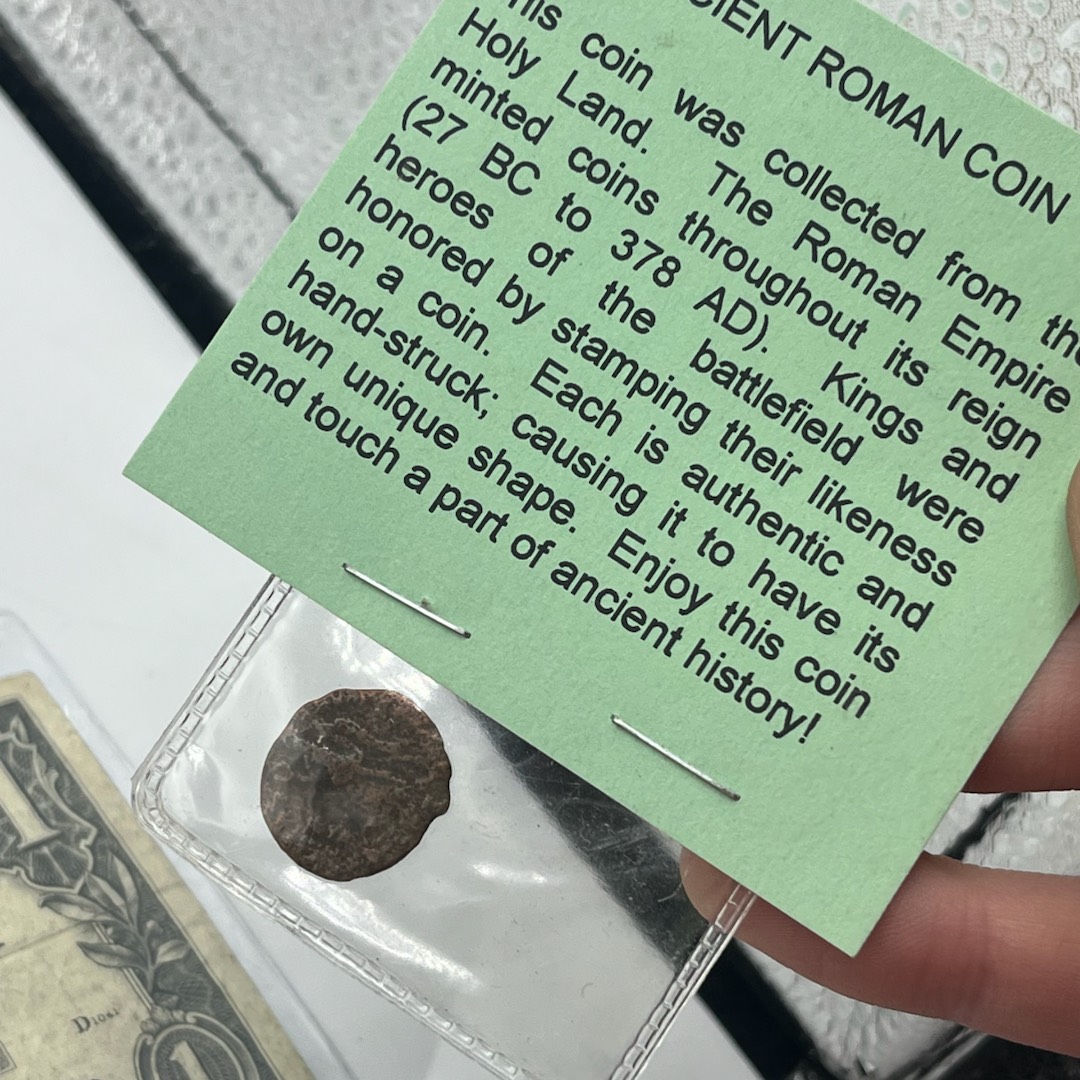 CIENT ROMAN COIN
his coin was collected from the
Holy Land. The Roman Empire
minted coins throughout its reign
(27 BC to 378 AD). Kings and
heroes of the battlefield were
honored by stamping their likeness
on a coin. Each is authentic and
hand-struck; causing it to have its
own unique shape. Enjoy this coin
and touch a part of ancient history!
1
1